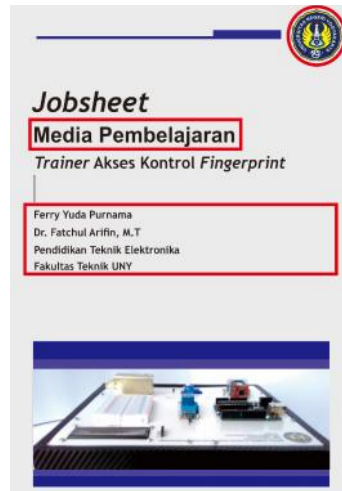 Jobsheet
Media Pembelajaran
Trainer Akses Kontrol Fingerprint
Ferry Yuda Purnama
Dr. Fatchul Arifin, M.T
Pendidikan Teknik Elektronika
Fakultas Teknik UNY